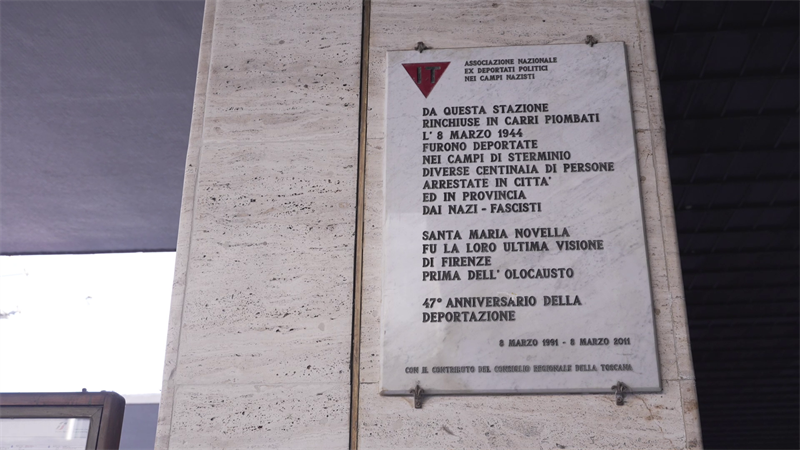 IT
ASSOCIAZIONE NAZIONALE
EX DEPORTATI POLITICI
NEI CAMPI NAZISTI
DA QUESTA STAZIONE
RINCHIUSE IN CARRI PIOMBATI
L' 8 MARZO 1944
FURONO DEPORTATE
NEI CAMPI DI STERMINIO
DIVERSE CENTINAIA DI PERSONE
ARRESTATE IN CITTA'
ED IN PROVINCIA
DAI NAZI - FASCISTI
SANTA MARIA NOVELLA
FU LA LORO ULTIMA VISIONE
DI FIRENZE
PRIMA DELL' OLOCAUSTO
47° ANNIVERSARIO DELLA
DEPORTAZIONE
8 MARZO 1991 - 8 MARZO 2011
CON IL CONTRIBUTO DEL CONSIGLIO REGIONALE DELLA TOSCANA